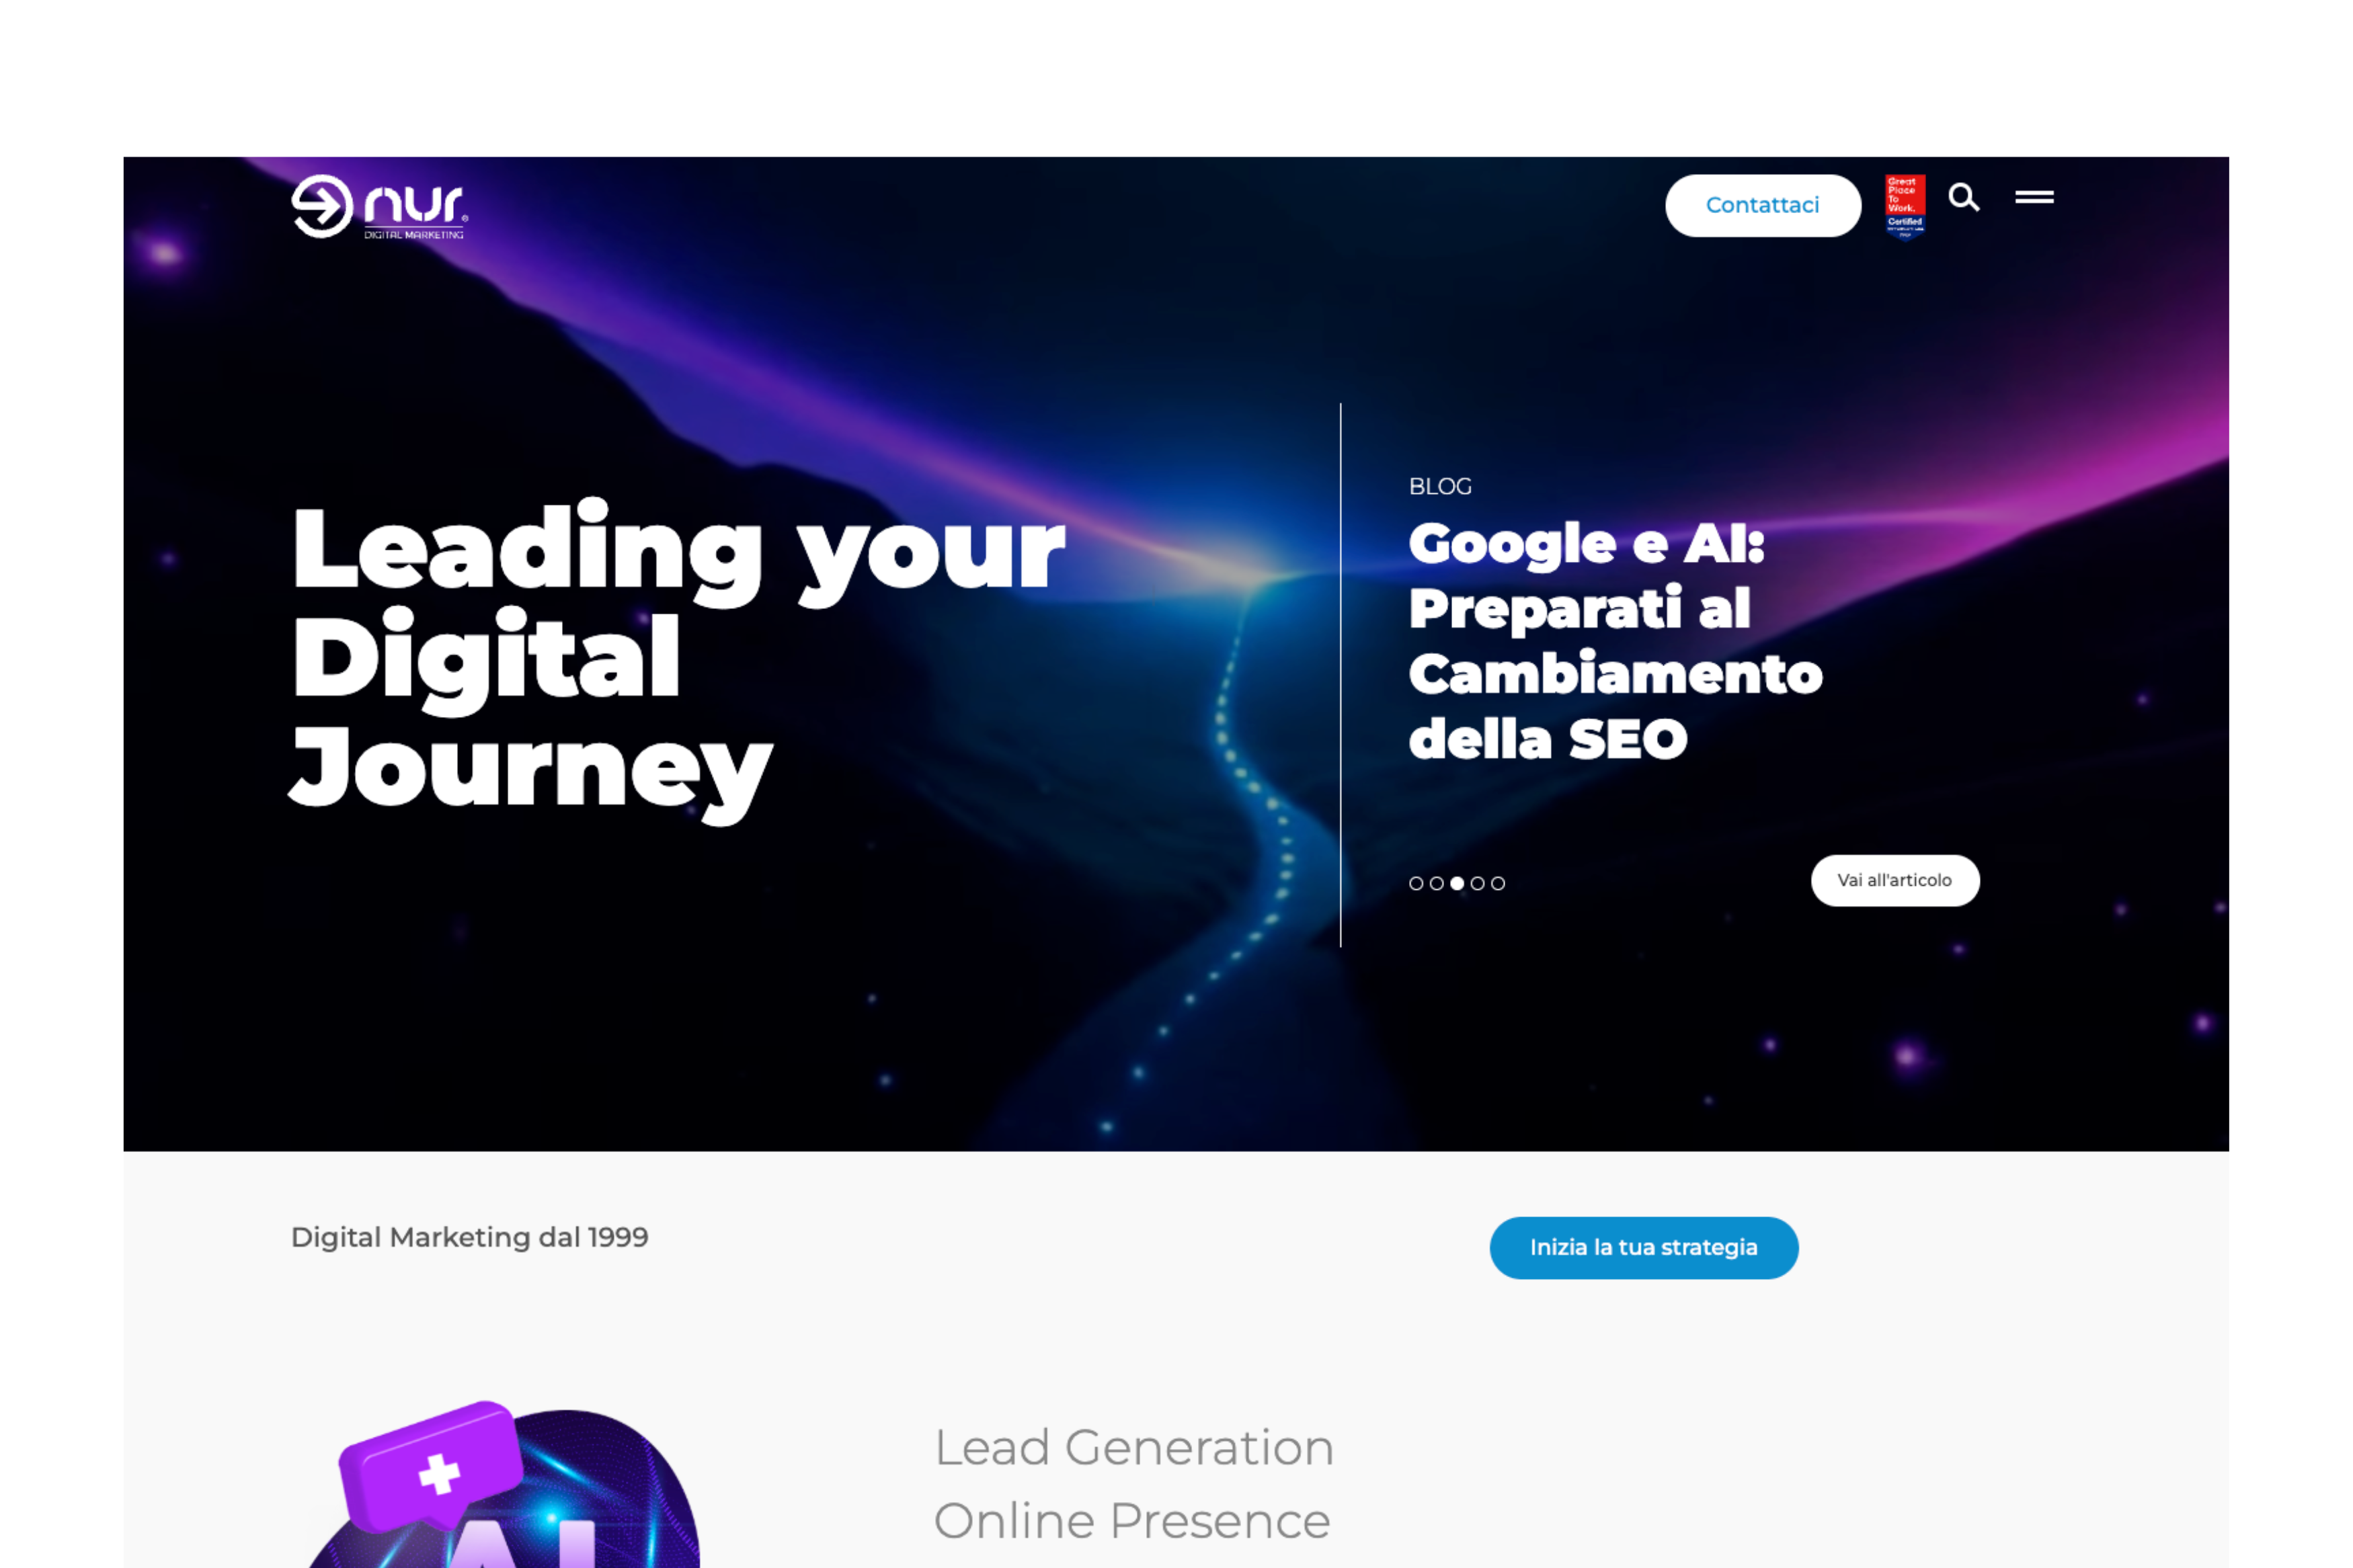 nur®
DIGITAL MARKETING
Contattaci
Great
Place
To
Work.
Certified
Leading your
Digital
Journey
BLOG
Google e AI:
Preparati al
Cambiamento
della SEO
Vai all'articolo
Digital Marketing dal 1999
Inizia la tua strategia
Lead Generation
Online Presence
AI